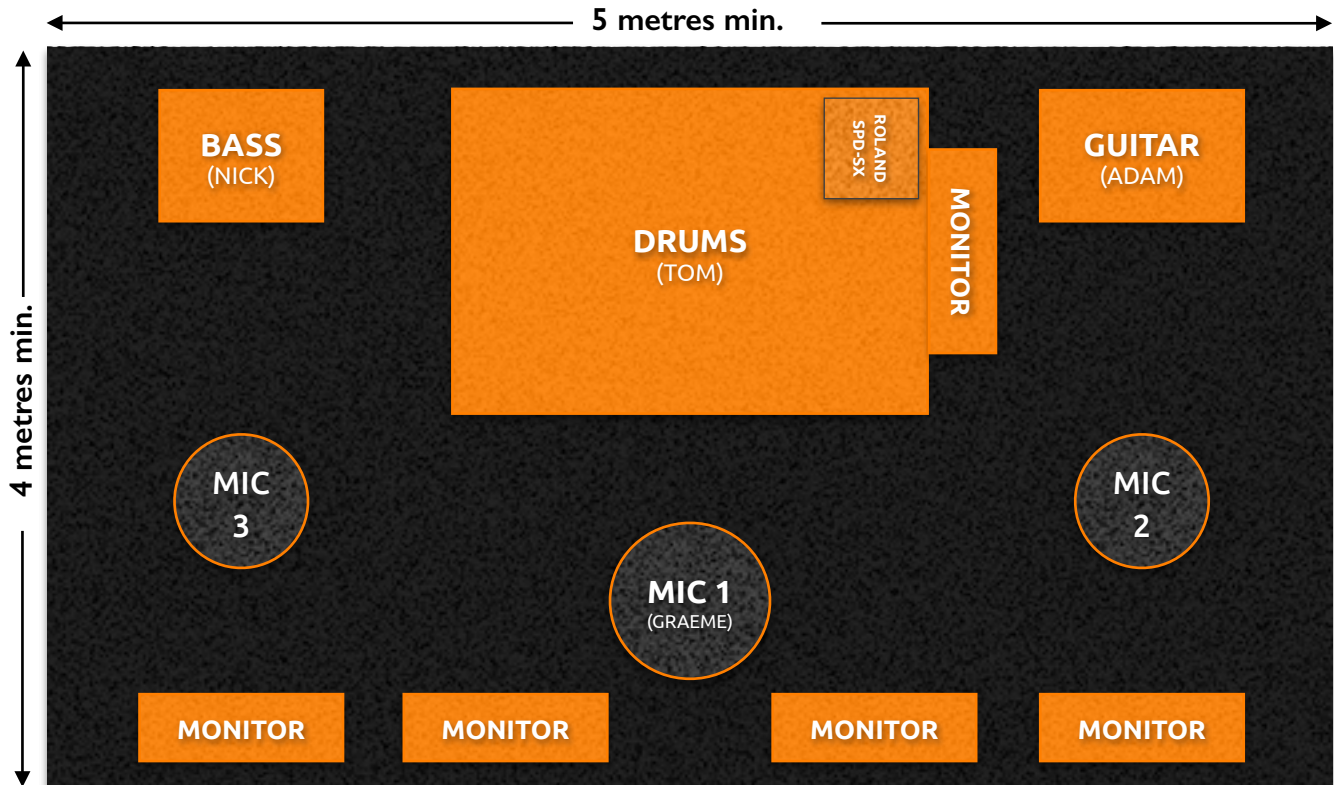 5 metres min.
4 metres min.
BASS
(NICK)
DRUMS
(TOM)
ROLAND
SPD-SX
MONITOR
GUITAR
(ADAM)
MIC
3
MIC 1
(GRAEME)
MIC
2
MONITOR
MONITOR
MONITOR
MONITOR